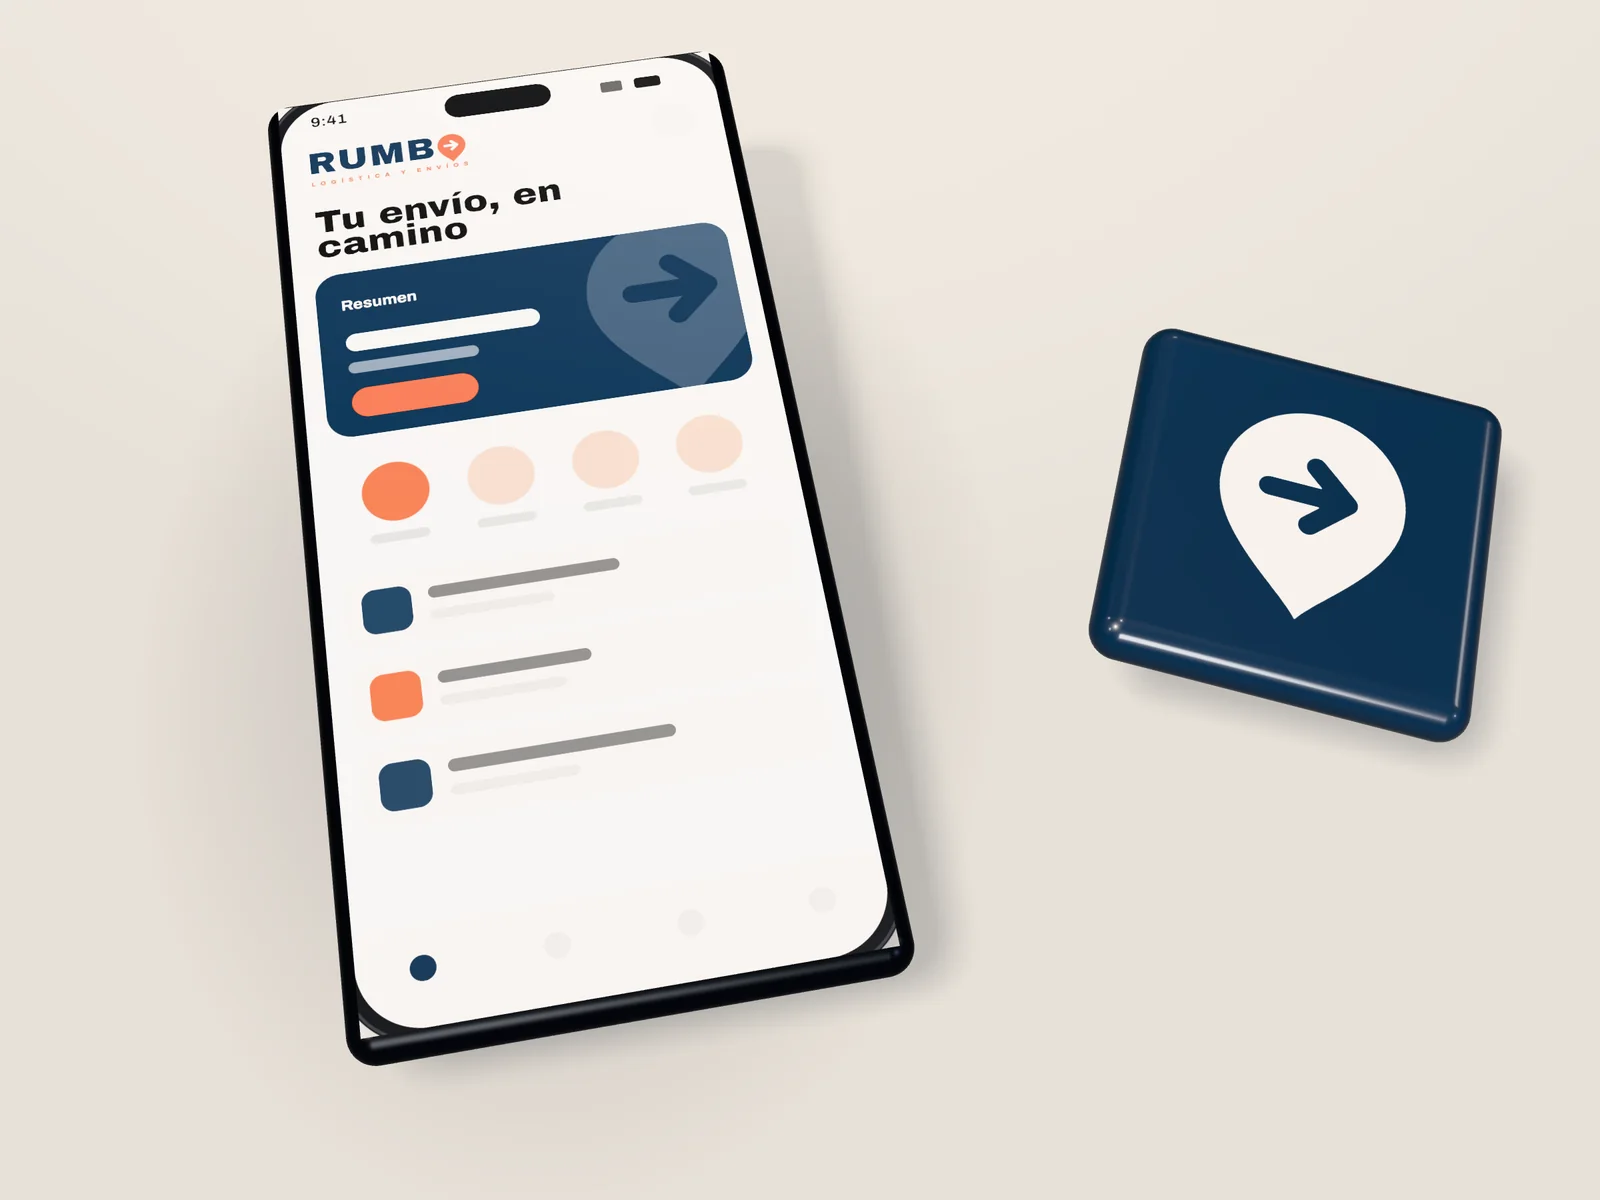 9:41
RUMBO
LOGÍSTICA Y ENVÍOS
Tu envío, en
camino
Resumen